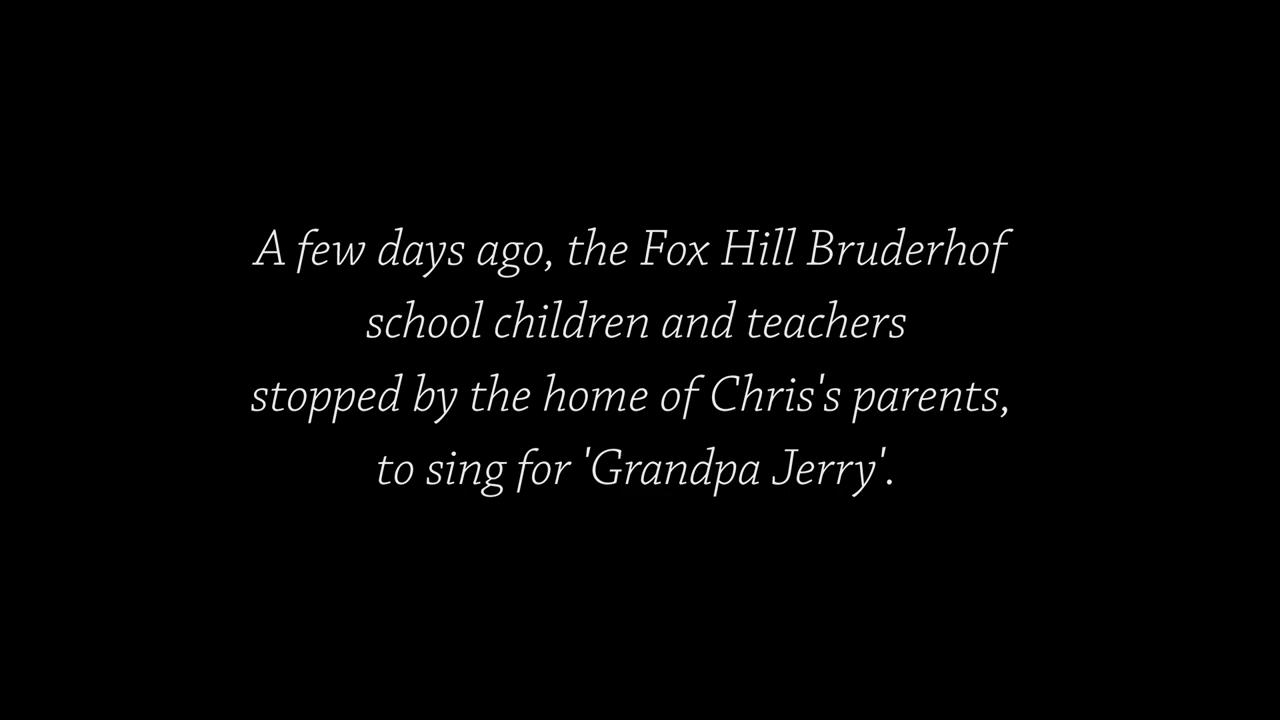 A few days ago, the Fox Hill Bruderhof
school children and teachers
stopped by the home of Chris's parents,
to sing for 'Grandpa Jerry'.